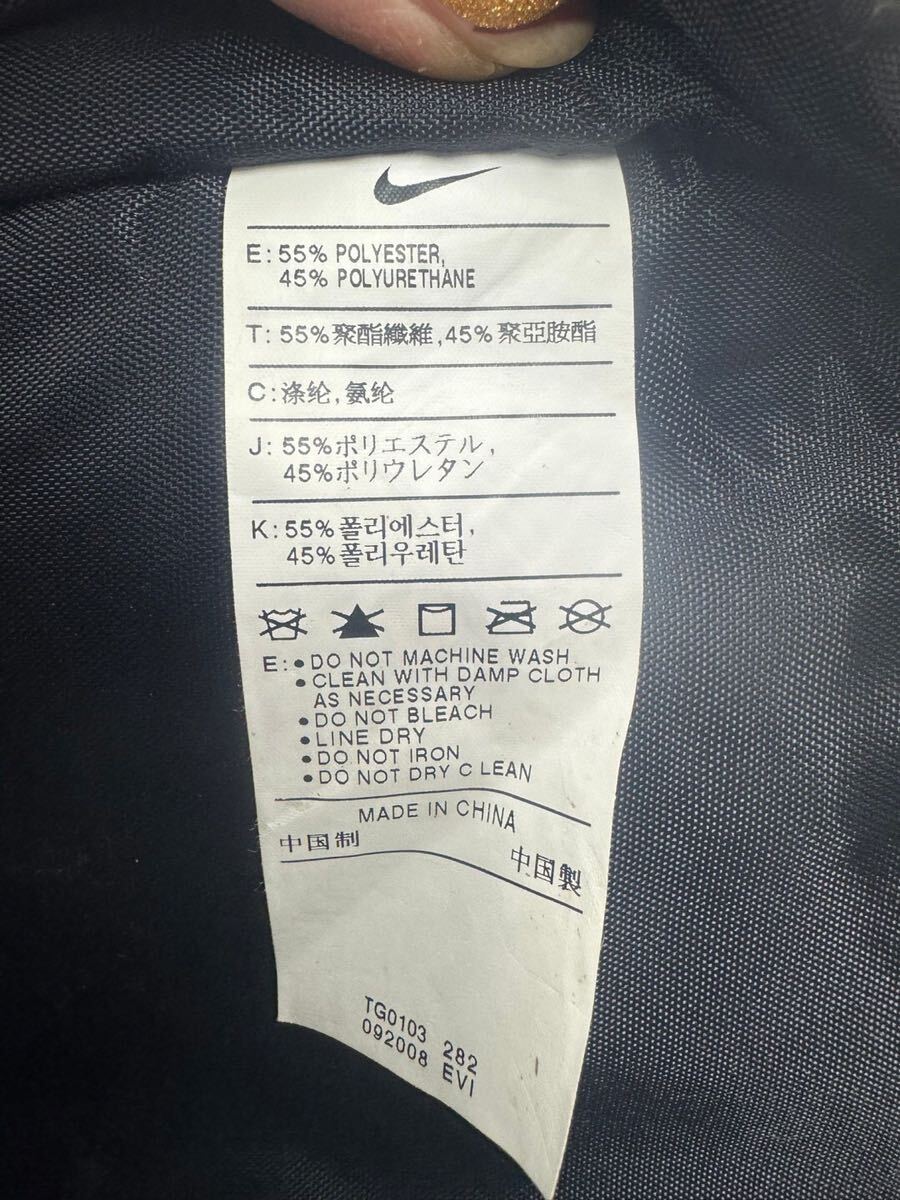 E: 55% POLYESTER,
45% POLYURETHANE
T: 55%聚酯纖維,45%聚亞胺酯
C:涤纶,氨纶
J: 55%ポリエステル,
45%ポリウレタン
K: 55%폴리에스터,
45%폴리우레탄
E: • DO NOT MACHINE WASH.
• CLEAN WITH DAMP CLOTH
AS NECESSARY
• DO NOT BLEACH
• LINE DRY
• DO NOT IRON
• DO NOT DRY CLEAN
MADE IN CHINA
中国制
中国製
TG0103 282
092008 EVI